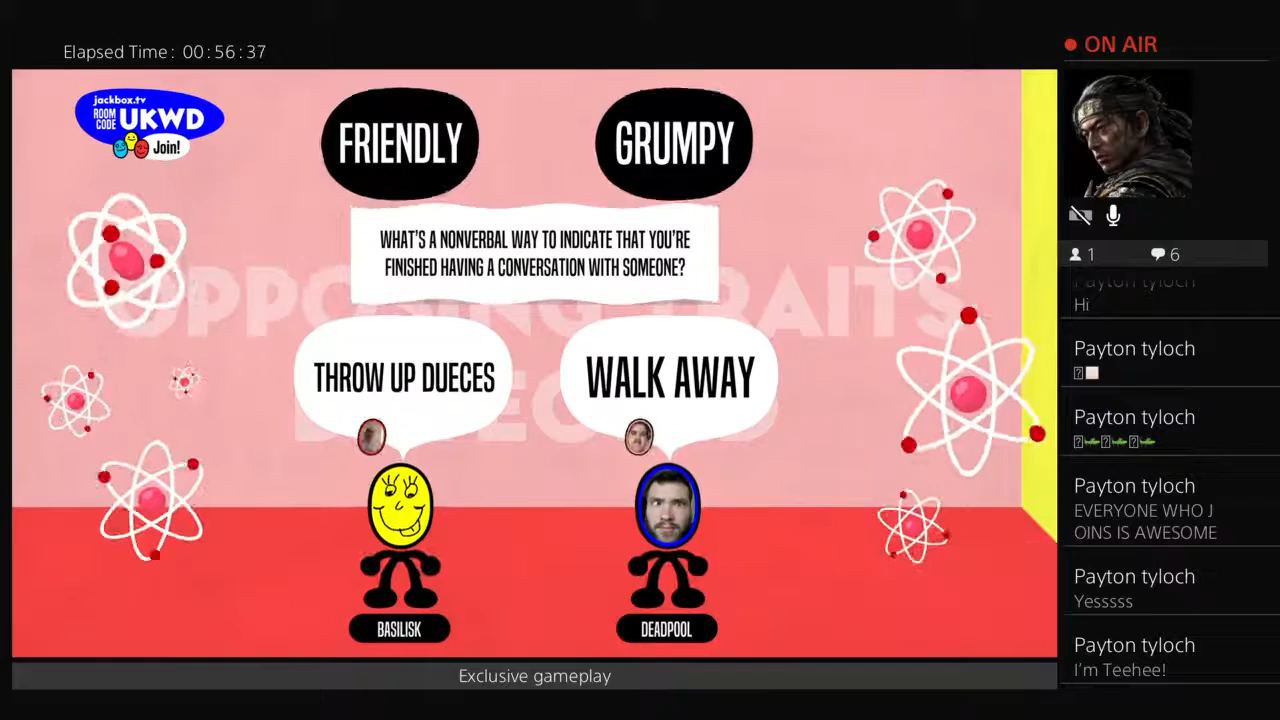 Elapsed Time: 00:56:37
ON AIR
jackbox.tv
ROOM CODE UKWD
Join!
FRIENDLY
GRUMPY
WHAT'S A NONVERBAL WAY TO INDICATE THAT YOU'RE
FINISHED HAVING A CONVERSATION WITH SOMEONE?
OPPOSING TRAITS
THROW UP DUECES
WALK AWAY
BASILISK
DEADPOOL
Exclusive gameplay
1
6
Payton tyloch
Hi
Payton tyloch
Payton tyloch
Payton tyloch
EVERYONE WHO J
OINS IS AWESOME
Payton tyloch
Yesssss
Payton tyloch
I'm Teehee!